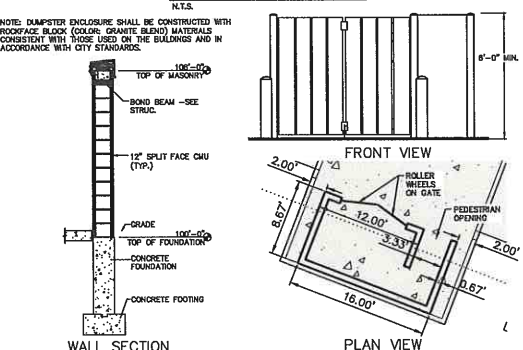 N.T.S.
NOTE: DUMPSTER ENCLOSURE SHALL BE CONSTRUCTED WITH
ROCKFACE BLOCK (COLOR: GRANITE BLEND) MATERIALS
CONSISTENT WITH THOSE USED ON THE BUILDINGS AND IN
ACCORDANCE WITH CITY STANDARDS.
106'-0"
TOP OF MASONRY
BOND BEAM -SEE
STRUC.
12" SPLIT FACE CMU
(TYP.)
GRADE
100'-0"
TOP OF FOUNDATION
CONCRETE
FOUNDATION
CONCRETE FOOTING
WALL SECTION
6'-0" MIN.
FRONT VIEW
2.00'
ROLLER
WHEELS
ON GATE
PEDESTRIAN
OPENING
8.67'
12.00'
3.33'
2.00'
0.67'
16.00'
PLAN VIEW